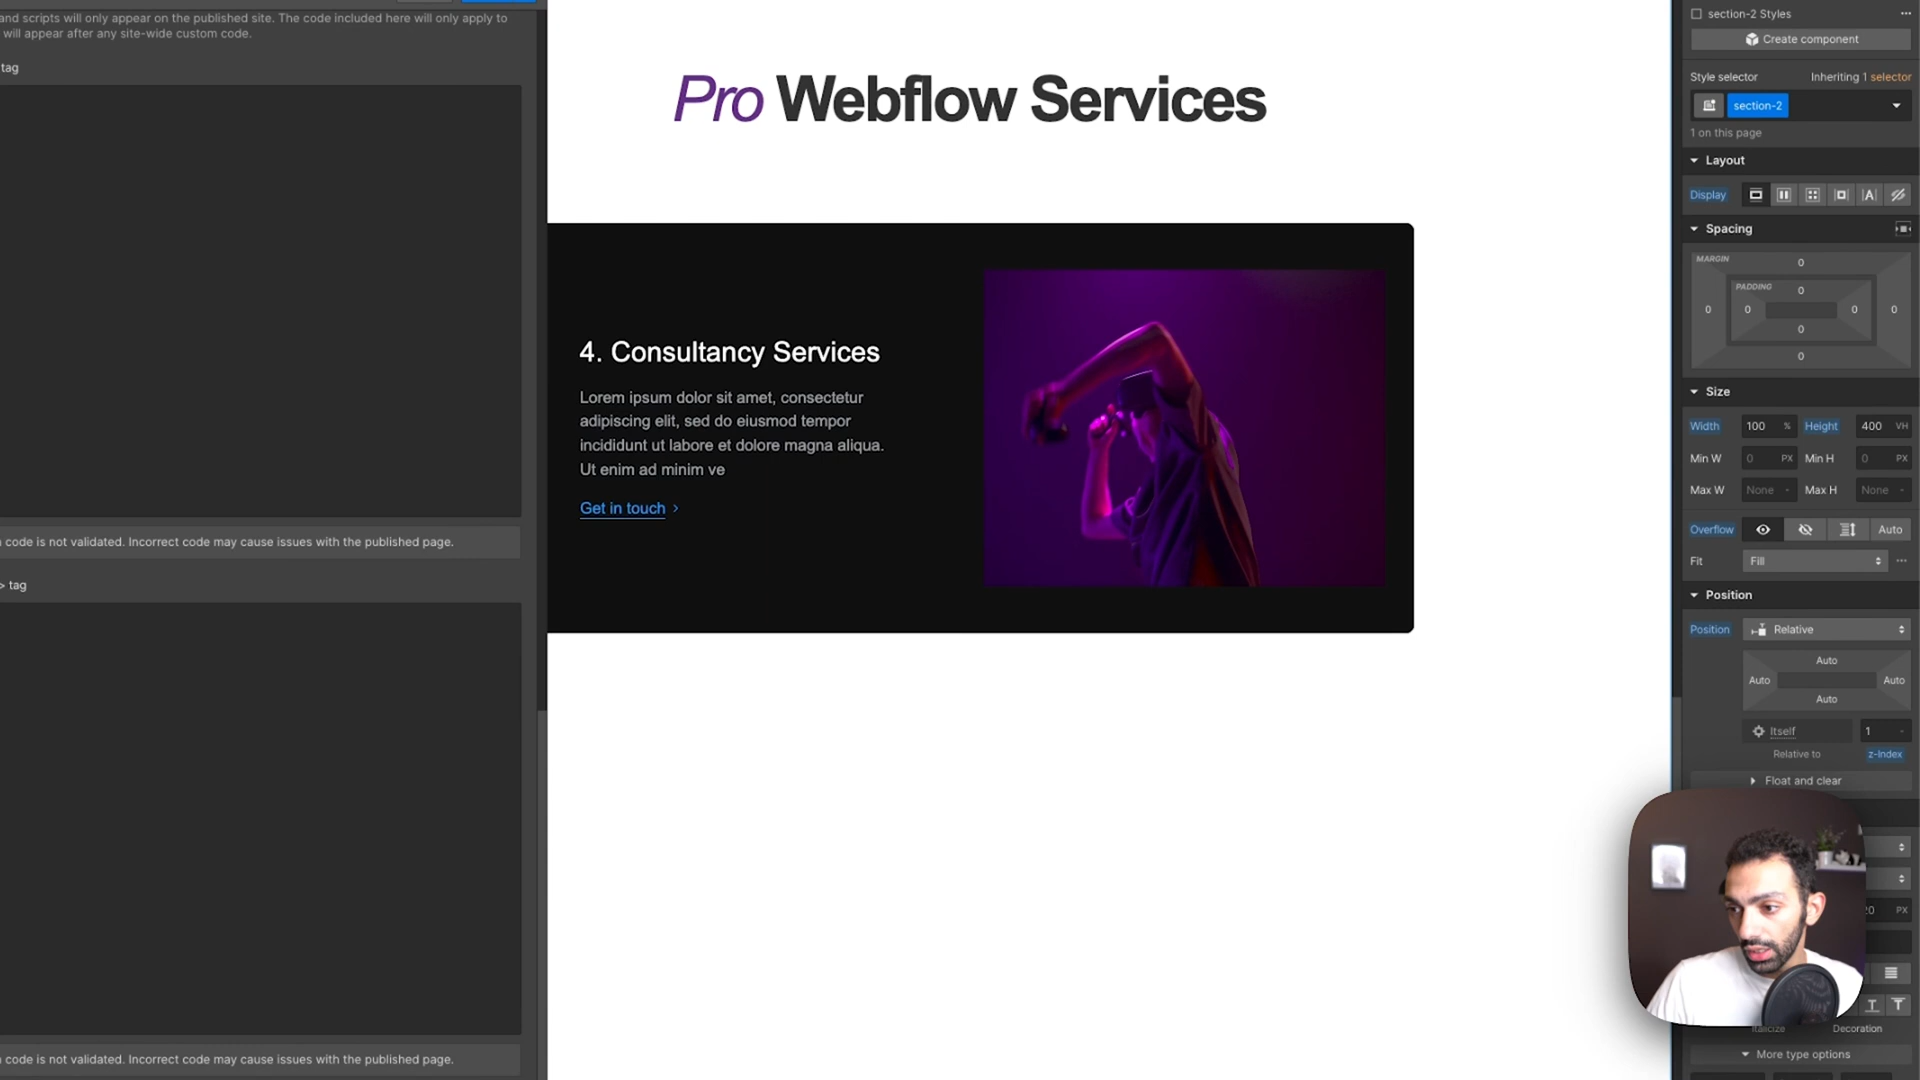 and scripts will only appear on the published site. The code included here will only apply to
will appear after any site-wide custom code.
tag
code is not validated. Incorrect code may cause issues with the published page.
> tag
code is not validated. Incorrect code may cause issues with the published page.
Pro Webflow Services
4. Consultancy Services
Lorem ipsum dolor sit amet, consectetur
adipiscing elit, sed do eiusmod tempor
incididunt ut labore et dolore magna aliqua.
Ut enim ad minim ve
Get in touch ›
section-2 Styles
Create component
Style selector Inheriting 1 selector
section-2
1 on this page
Layout
Display
Spacing
MARGIN
0
PADDING
0
0 0 0 0
0
0
Size
Width 100 % Height 400 VH
Min W 0 PX Min H 0 PX
Max W None - Max H None -
Overflow Auto
Fit Fill
Position
Position Relative
Auto
Auto Auto
Auto
Itself 1
Relative to z-Index
Float and clear
PX
Italicize Decoration
More type options